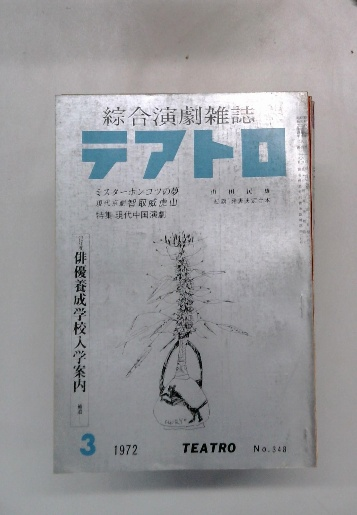 綜合演劇雑誌
テアトロ
ミスターホンコツの夢
現代京劇 智取威虎山
特集・現代中国演劇
俳優養成学校入学案内
3
1972
TEATRO
No.348